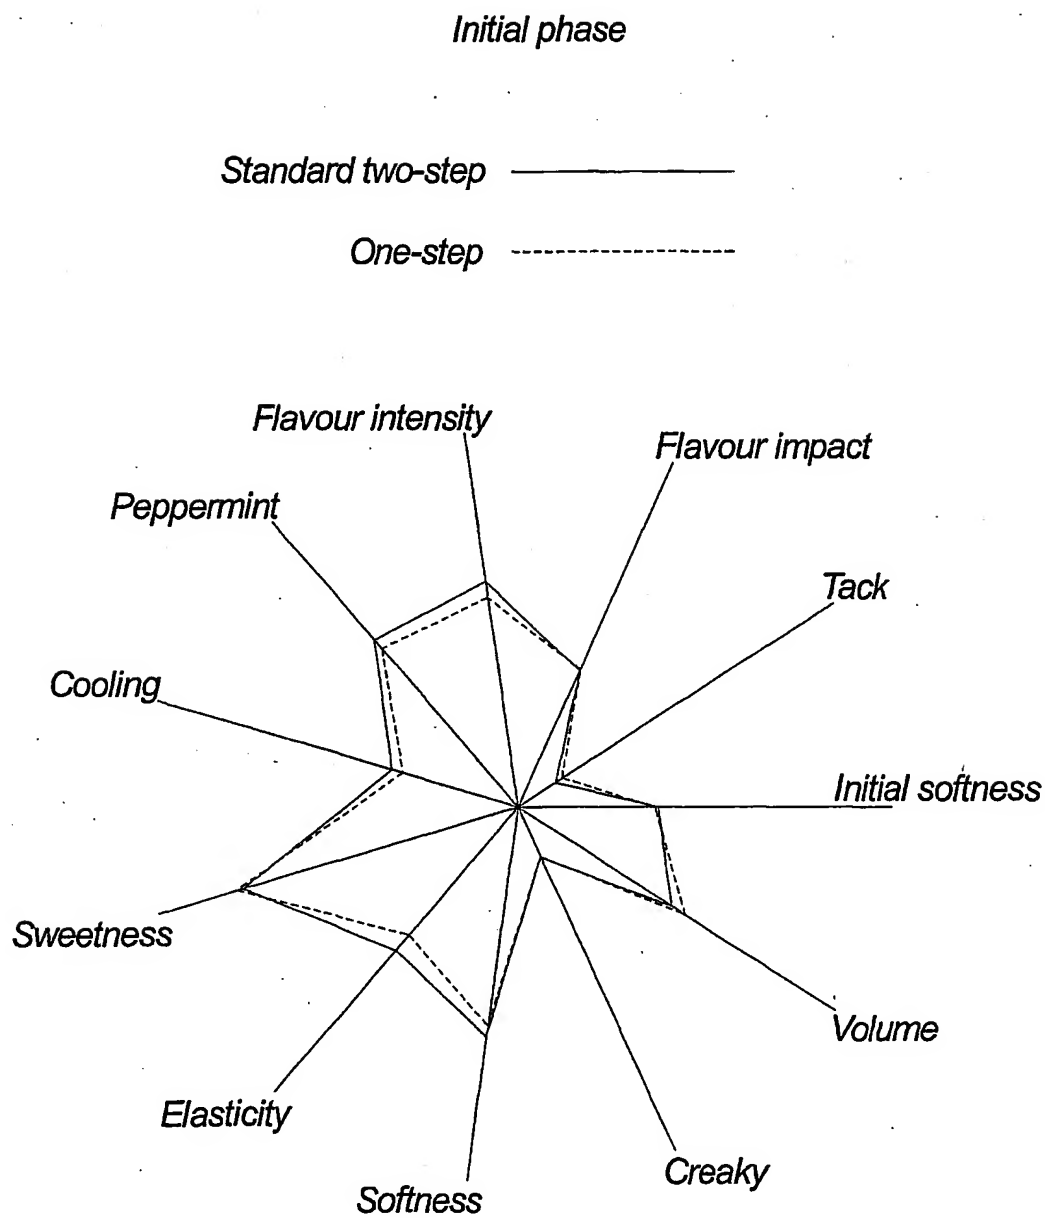 Initial phase
Standard two-step
One-step
Flavour intensity
Flavour impact
Peppermint
Tack
Cooling
Initial softness
Sweetness
Volume
Elasticity
Creaky
Softness